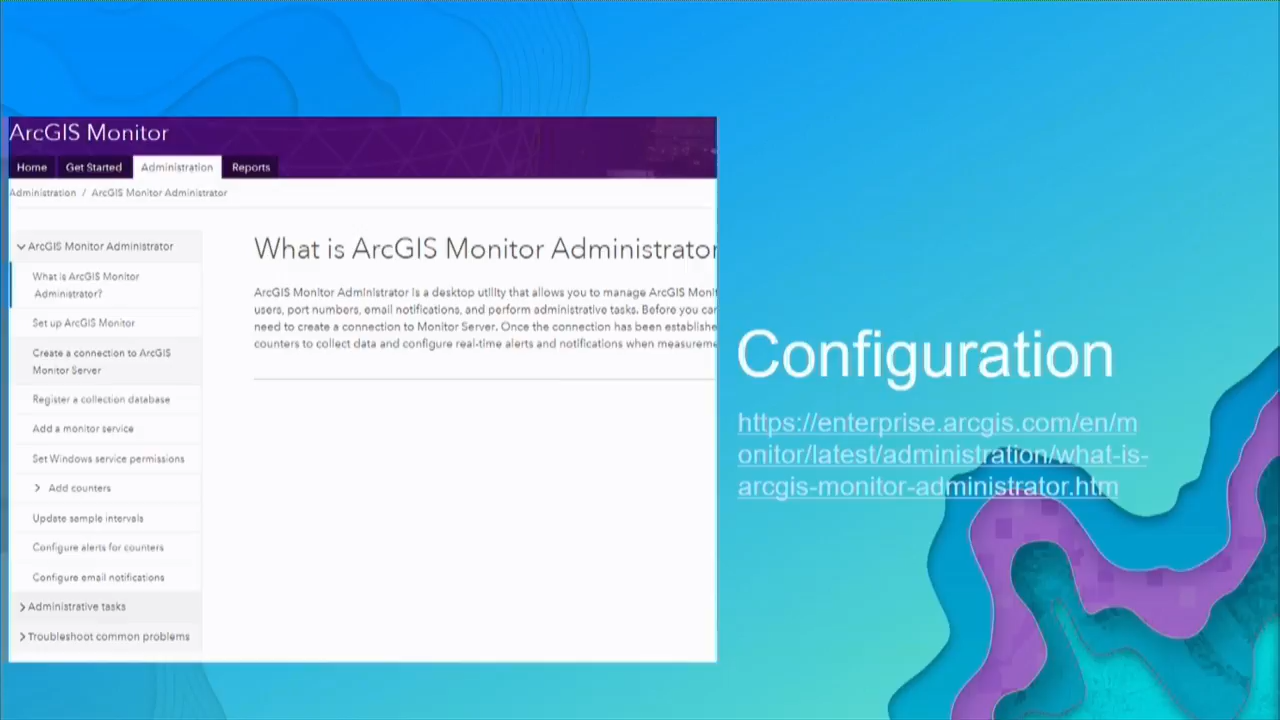 ArcGIS Monitor
Home Get Started Administration Reports
Administration / ArcGIS Monitor Administrator
ArcGIS Monitor Administrator
What is ArcGIS Monitor
Administrator?
Set up ArcGIS Monitor
Create a connection to ArcGIS
Monitor Server
Register a collection database
Add a monitor service
Set Windows service permissions
Add counters
Update sample intervals
Configure alerts for counters
Configure email notifications
Administrative tasks
Troubleshoot common problems
What is ArcGIS Monitor Administrator
ArcGIS Monitor Administrator is a desktop utility that allows you to manage ArcGIS Monit
users, port numbers, email notifications, and perform administrative tasks. Before you can
need to create a connection to Monitor Server. Once the connection has been establishe
counters to collect data and configure real-time alerts and notifications when measureme
Configuration
https://enterprise.arcgis.com/en/m
onitor/latest/administration/what-is-
arcgis-monitor-administrator.htm